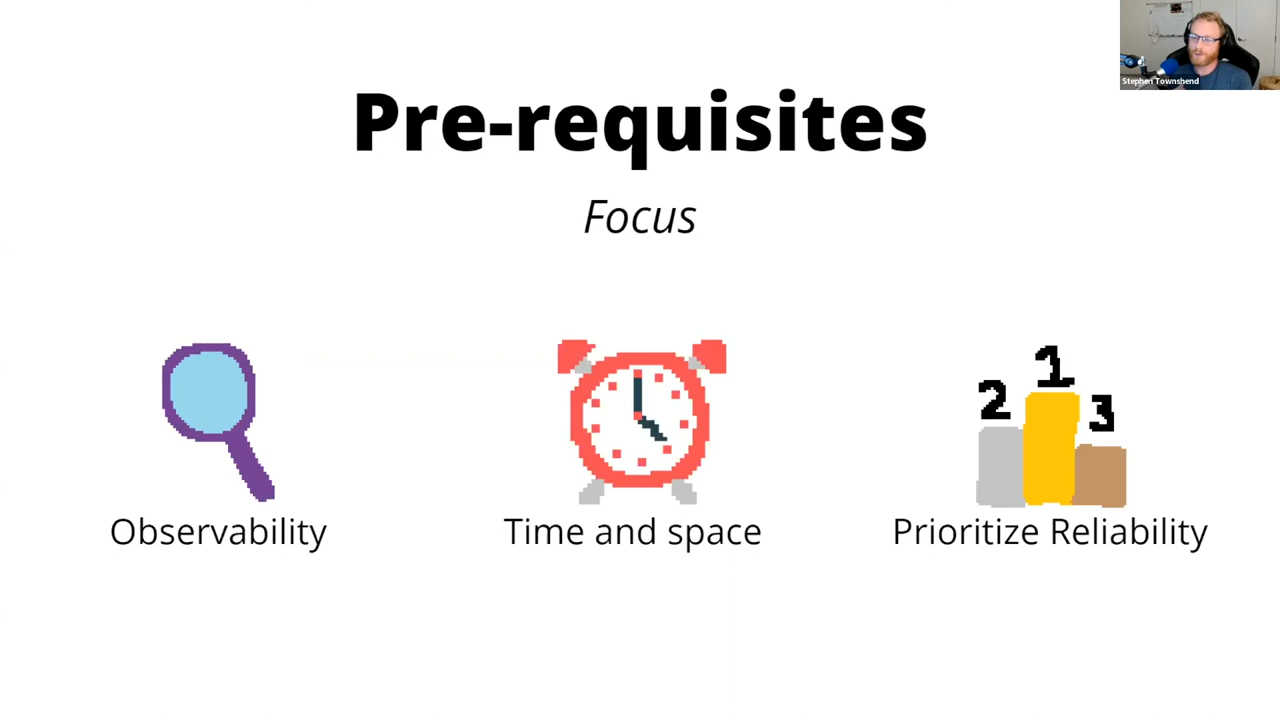 Stephen Townshend
Pre-requisites
Focus
2 1 3
Observability
Time and space
Prioritize Reliability